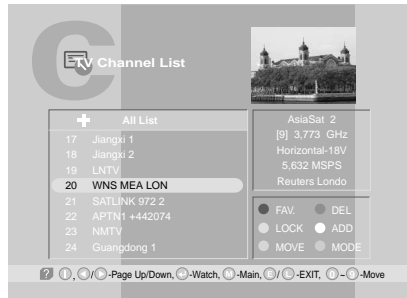 C
TV Channel List
All List
17 Jiangxi 1
18 Jiangxi 2
19 LNTV
20 WNS MEA LON
21 SATLINK 972 2
22 APTN1 +442074
23 NMTV
24 Guangdong 1
AsiaSat 2
[9] 3,773 GHz
Horizontal-18V
5,632 MSPS
Reuters Londo
FAV. DEL
LOCK ADD
MOVE MODE
? / -Page Up/Down, -Watch, M -Main, E / L -EXIT, 0 ~ 9 -Move